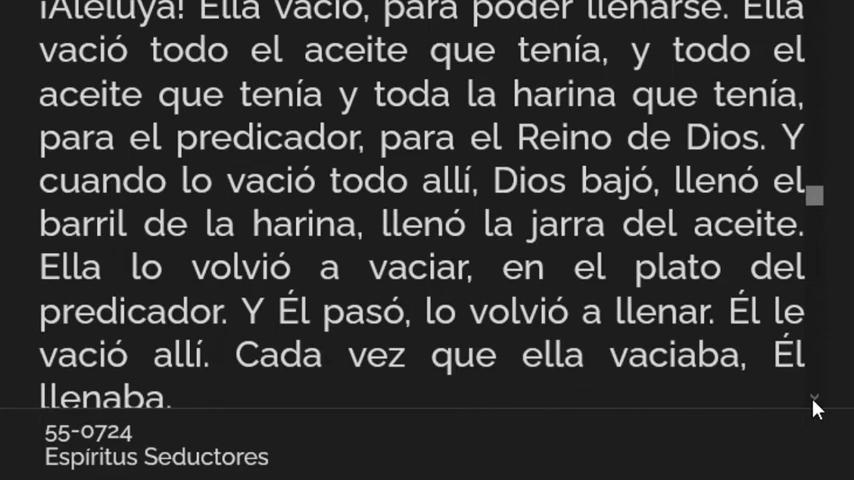 ¡Aleluya! Ella vació, para poder llenarse. Ella
vació todo el aceite que tenía, y todo el
aceite que tenía y toda la harina que tenía,
para el predicador, para el Reino de Dios. Y
cuando lo vació todo allí, Dios bajó, llenó el
barril de la harina, llenó la jarra del aceite.
Ella lo volvió a vaciar, en el plato del
predicador. Y Él pasó, lo volvió a llenar. Él le
vació allí. Cada vez que ella vaciaba, Él
llenaba.
55-0724
Espíritus Seductores